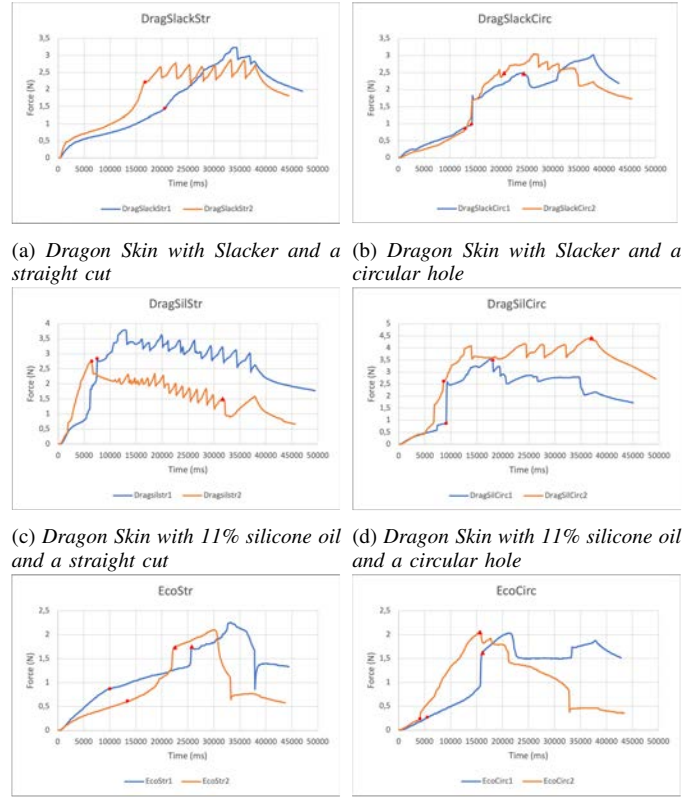 DragSlackStr
3,5
3
2,5
2
1,5
1
0,5
0
Force (N)
0 5000 10000 15000 20000 25000 30000 35000 40000 45000 50000
Time (ms)
DragSlackStr1 DragSlackStr2
DragSlackCirc
3,5
3
2,5
2
1,5
1
0,5
0
Force (N)
0 5000 10000 15000 20000 25000 30000 35000 40000 45000 50000
Time (ms)
DragSlackCirc1 DragSlackCirc2
(a) Dragon Skin with Slacker and a
straight cut
(b) Dragon Skin with Slacker and a
circular hole
DragSilStr
4
3,5
3
2,5
2
1,5
1
0,5
0
Force (N)
0 5000 10000 15000 20000 25000 30000 35000 40000 45000 50000
Time (ms)
Dragsilstr1 Dragsilstr2
DragSilCirc
5
4,5
4
3,5
3
2,5
2
1,5
1
0,5
0
Force (N)
0 5000 10000 15000 20000 25000 30000 35000 40000 45000 50000
Time (ms)
DragSilCirc1 DragSilCirc2
(c) Dragon Skin with 11% silicone oil
and a straight cut
(d) Dragon Skin with 11% silicone oil
and a circular hole
EcoStr
2,5
2
1,5
1
0,5
0
Force (N)
0 5000 10000 15000 20000 25000 30000 35000 40000 45000 50000
Time (ms)
EcoStr1 EcoStr2
EcoCirc
2,5
2
1,5
1
0,5
0
Force (N)
0 5000 10000 15000 20000 25000 30000 35000 40000 45000 50000
Time (ms)
EcoCirc1 EcoCirc2